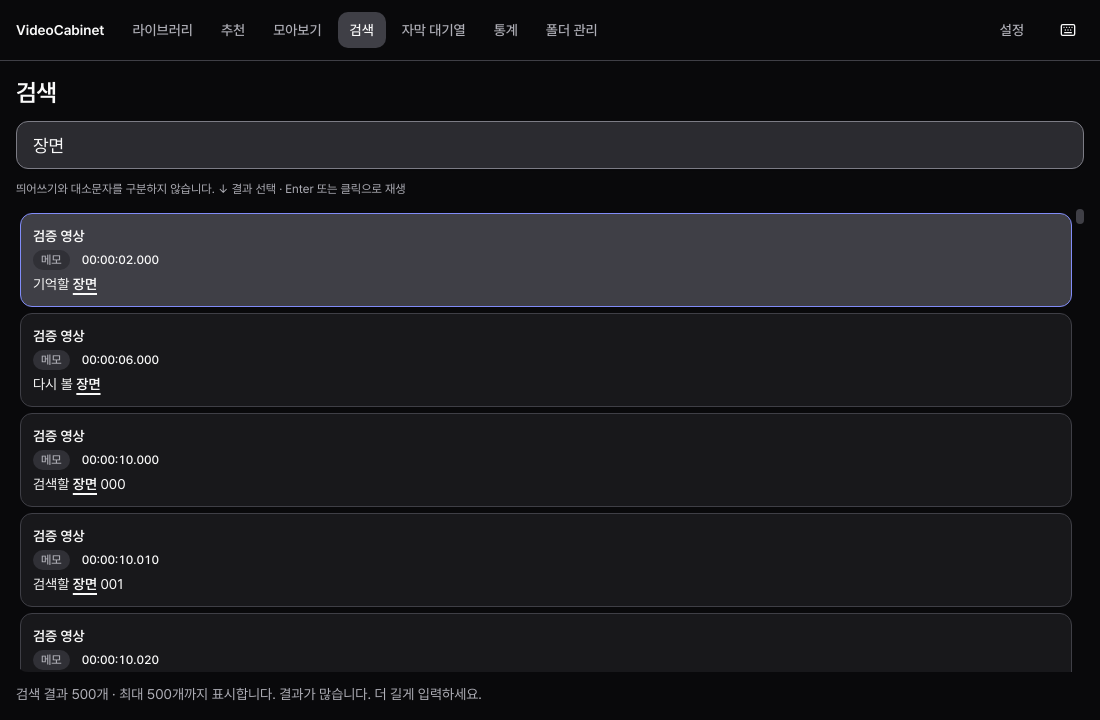 VideoCabinet 라이브러리 추천 모아보기 검색 자막 대기열 통계 폴더 관리 설정
검색
장면
띄어쓰기와 대소문자를 구분하지 않습니다. ↓ 결과 선택 · Enter 또는 클릭으로 재생
검증 영상
메모 00:00:02.000
기억할 장면
검증 영상
메모 00:00:06.000
다시 볼 장면
검증 영상
메모 00:00:10.000
검색할 장면 000
검증 영상
메모 00:00:10.010
검색할 장면 001
검증 영상
메모 00:00:10.020
검색 결과 500개 · 최대 500개까지 표시합니다. 결과가 많습니다. 더 길게 입력하세요.